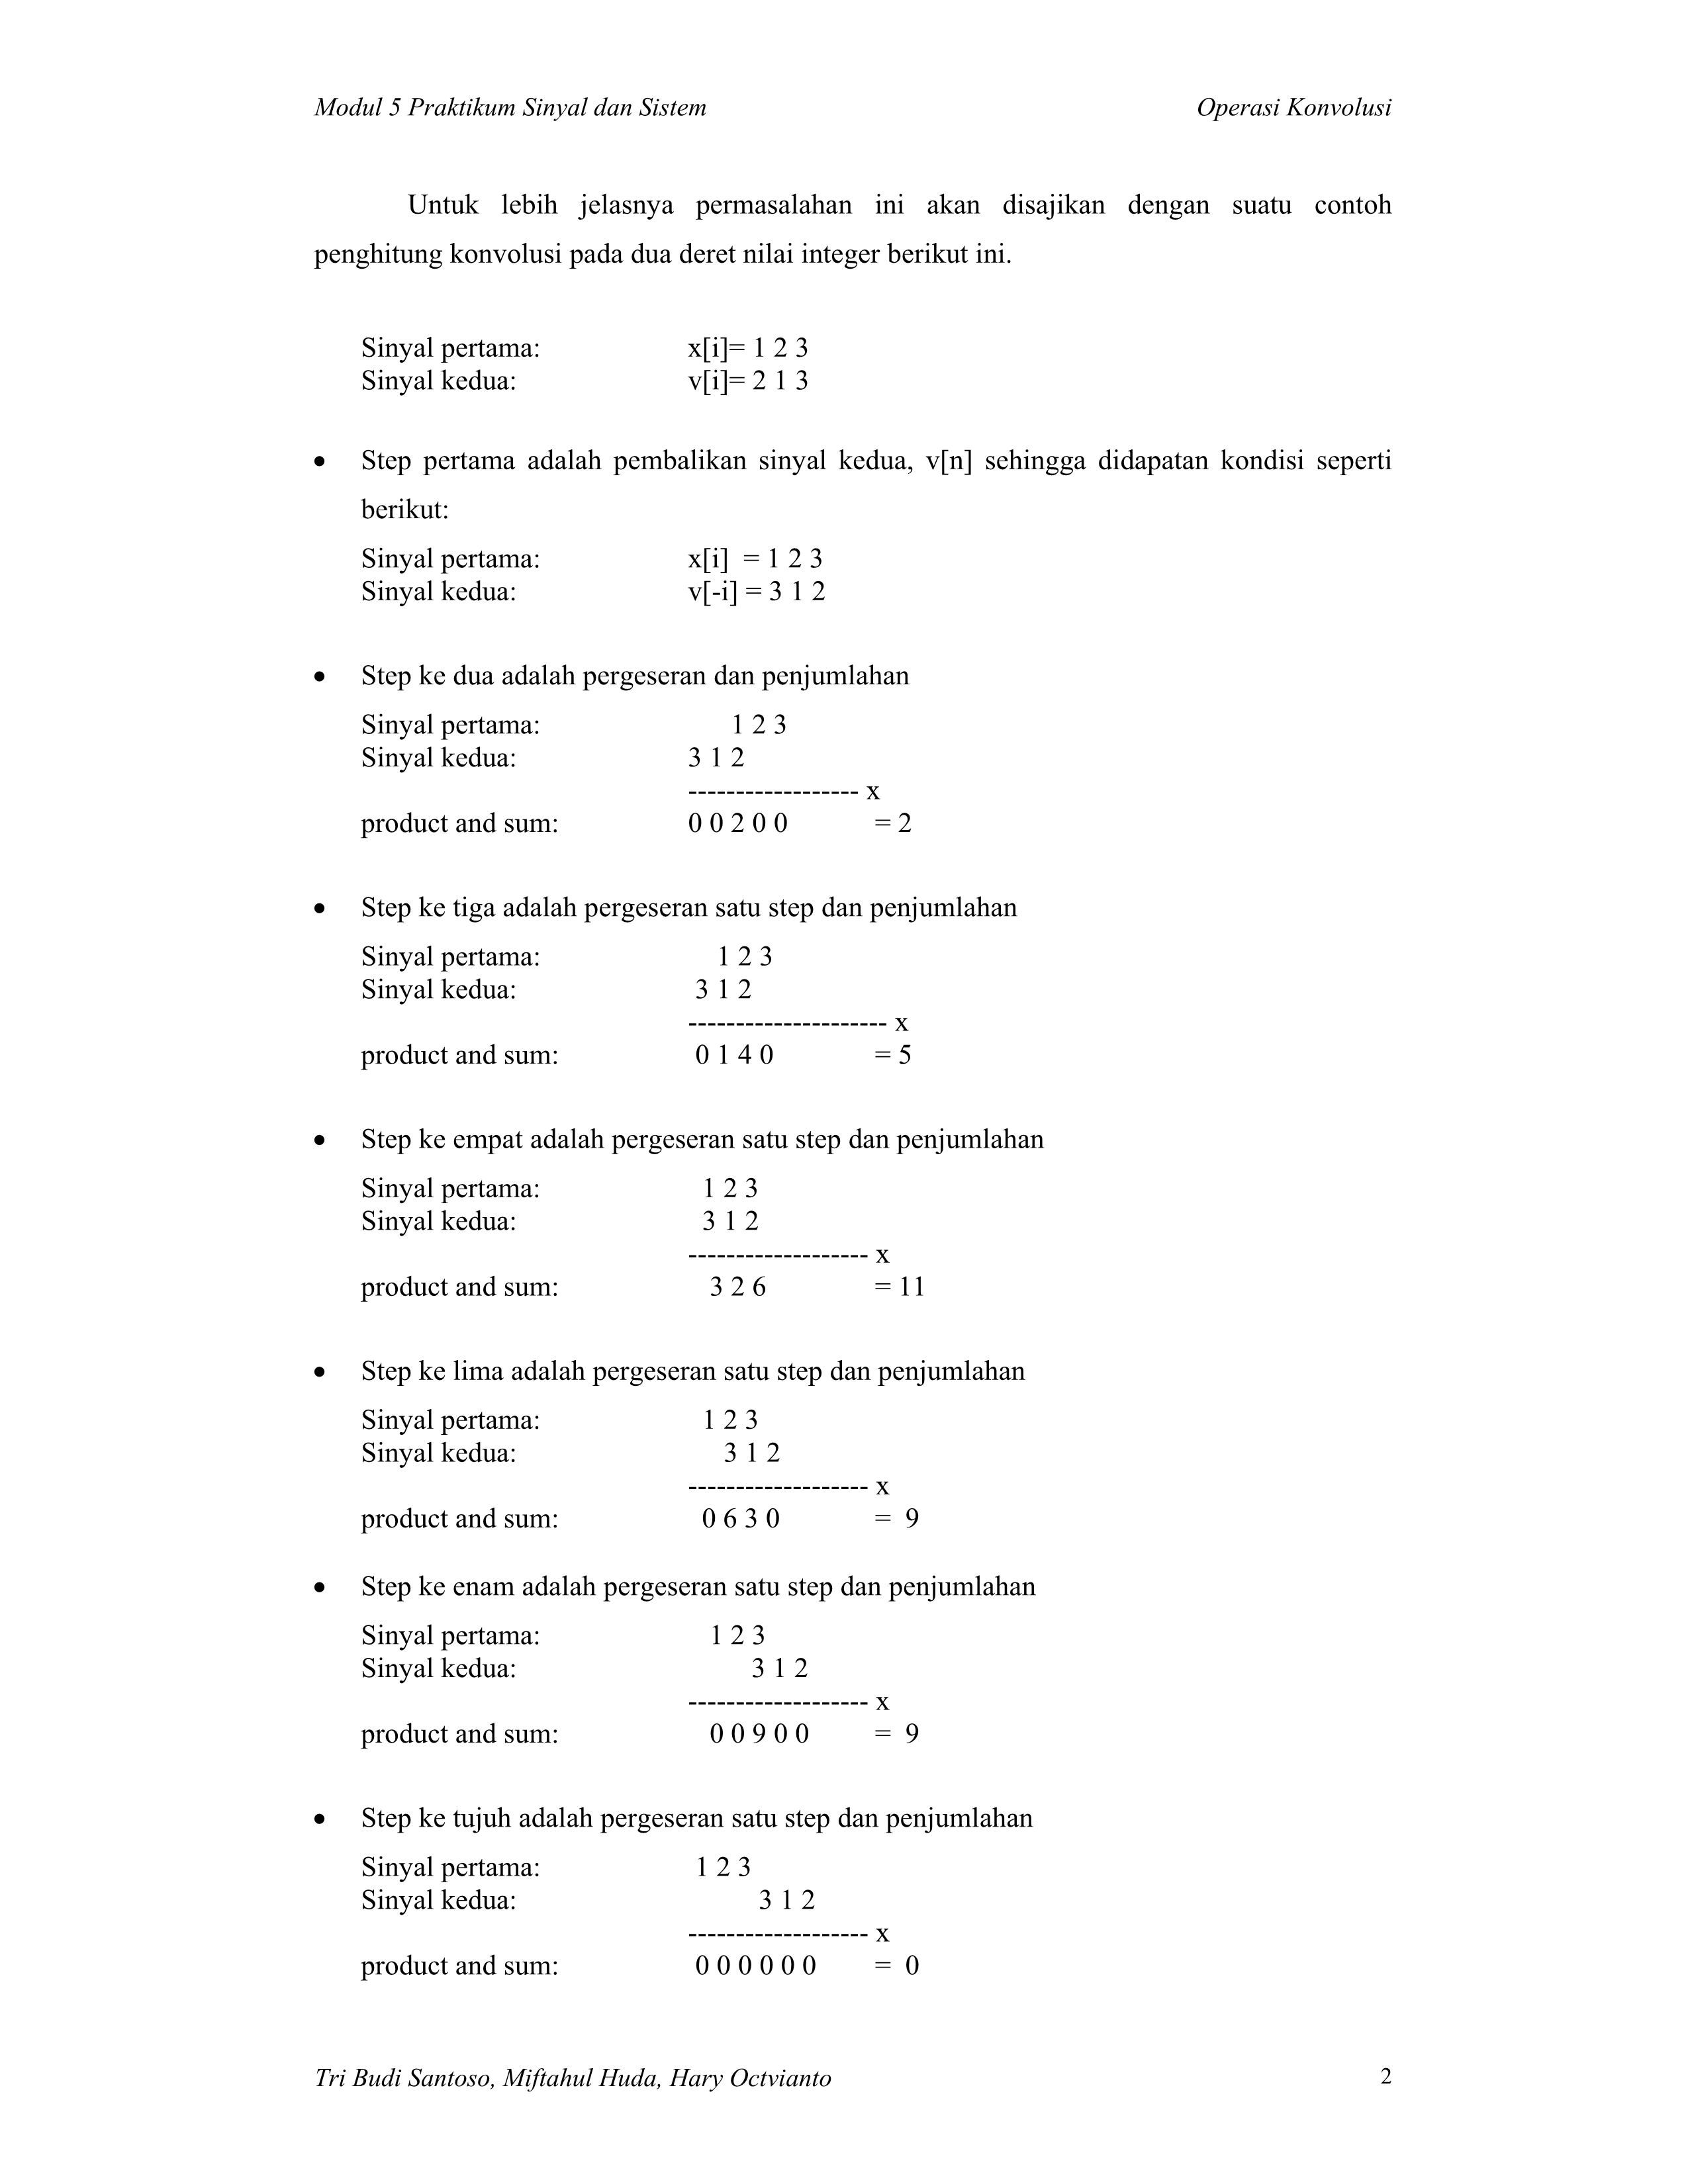 Modul 5 Praktikum Sinyal dan Sistem Operasi Konvolusi
Untuk lebih jelasnya permasalahan ini akan disajikan dengan suatu contoh
penghitung konvolusi pada dua deret nilai integer berikut ini.
Sinyal pertama: x[i]= 1 2 3
Sinyal kedua: v[i]= 2 1 3
• Step pertama adalah pembalikan sinyal kedua, v[n] sehingga didapatan kondisi seperti
berikut:
Sinyal pertama: x[i] = 1 2 3
Sinyal kedua: v[-i] = 3 1 2
• Step ke dua adalah pergeseran dan penjumlahan
Sinyal pertama: 1 2 3
Sinyal kedua: 3 1 2
------------------ x
product and sum: 0 0 2 0 0 = 2
• Step ke tiga adalah pergeseran satu step dan penjumlahan
Sinyal pertama: 1 2 3
Sinyal kedua: 3 1 2
--------------------- x
product and sum: 0 1 4 0 = 5
• Step ke empat adalah pergeseran satu step dan penjumlahan
Sinyal pertama: 1 2 3
Sinyal kedua: 3 1 2
------------------- x
product and sum: 3 2 6 = 11
• Step ke lima adalah pergeseran satu step dan penjumlahan
Sinyal pertama: 1 2 3
Sinyal kedua: 3 1 2
------------------- x
product and sum: 0 6 3 0 = 9
• Step ke enam adalah pergeseran satu step dan penjumlahan
Sinyal pertama: 1 2 3
Sinyal kedua: 3 1 2
------------------- x
product and sum: 0 0 9 0 0 = 9
• Step ke tujuh adalah pergeseran satu step dan penjumlahan
Sinyal pertama: 1 2 3
Sinyal kedua: 3 1 2
------------------- x
product and sum: 0 0 0 0 0 0 = 0
Tri Budi Santoso, Miftahul Huda, Hary Octvianto 2